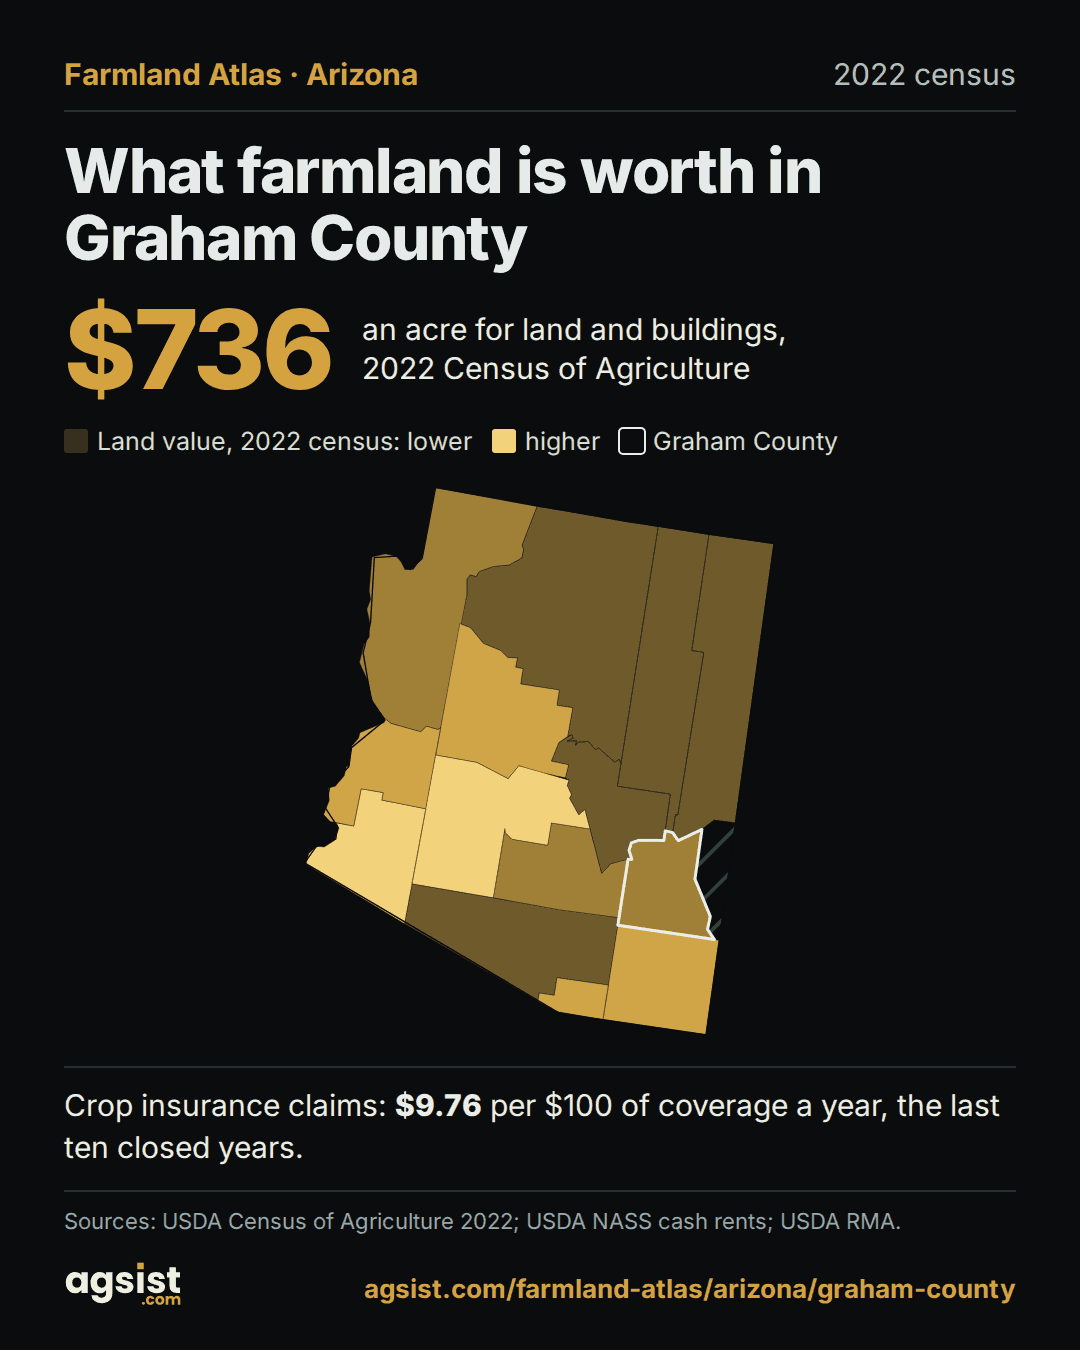 Farmland Atlas · Arizona
2022 census
What farmland is worth in
Graham County
$736
an acre for land and buildings,
2022 Census of Agriculture
Land value, 2022 census: lower
higher
Graham County
Crop insurance claims: $9.76 per $100 of coverage a year, the last
ten closed years.
Sources: USDA Census of Agriculture 2022; USDA NASS cash rents; USDA RMA.
agsist
.com
agsist.com/farmland-atlas/arizona/graham-county